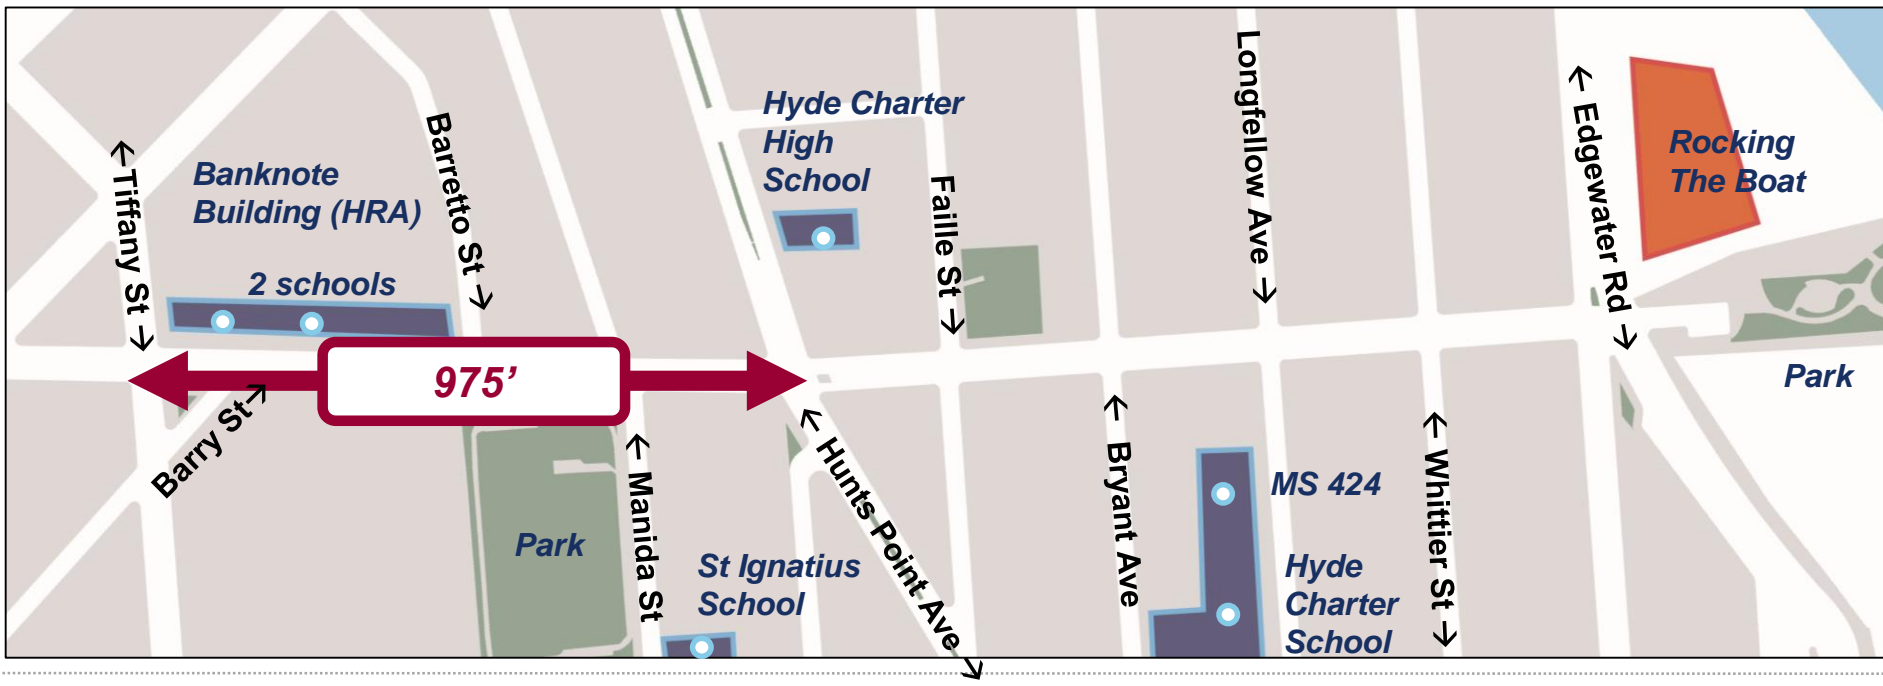 ← Tiffany St →
Banknote
Building (HRA)
2 schools
Barretto St →
Hyde Charter
High
School
Faille St →
Longfellow Ave →
← Edgewater Rd →
Rocking
The Boat
975’
Barry St →
Park
← Manida St
St Ignatius
School
← Hunts Point Ave →
← Bryant Ave
MS 424
Hyde
Charter
School
← Whittier St →
Park